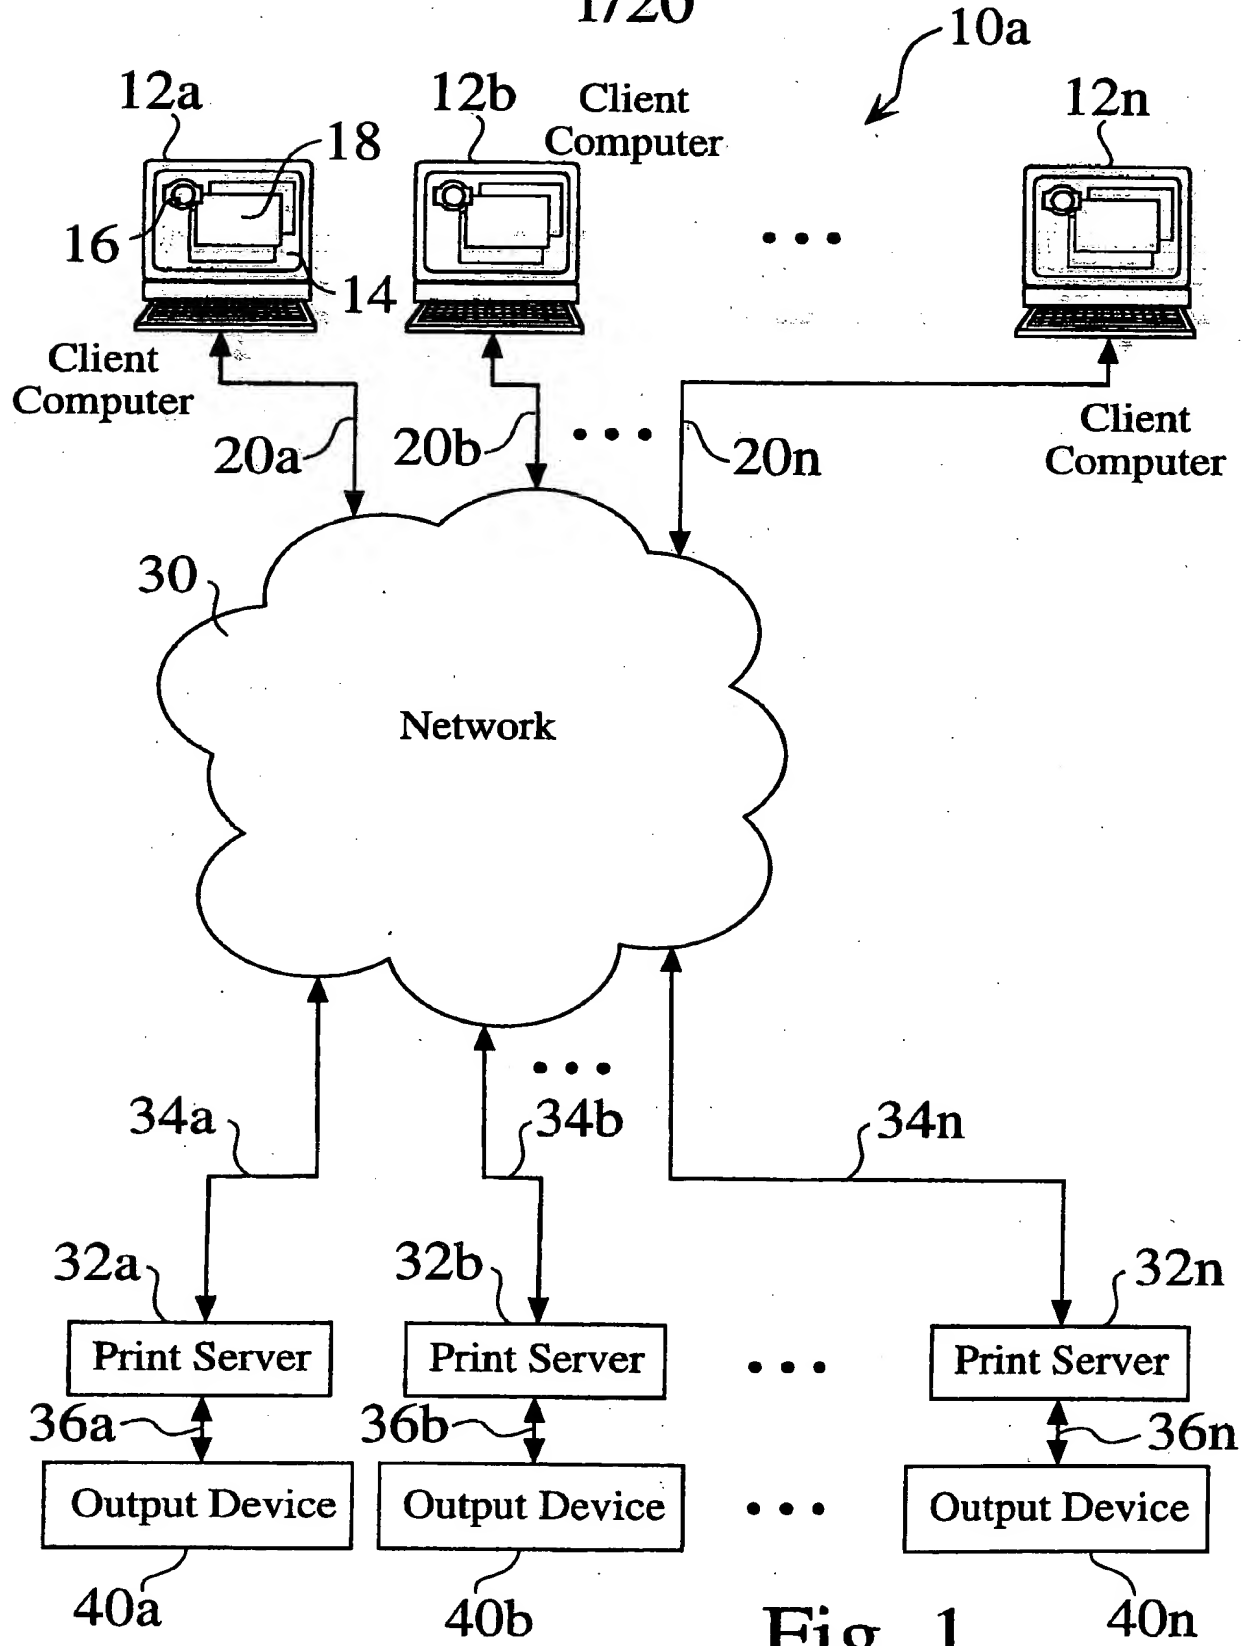 1/20
10a
12a
12b
Client
Computer
12n
18
16
14
Client
Computer
20a
20b
20n
Client
Computer
30
Network
34a
34b
34n
32a
32b
32n
Print Server
Print Server
Print Server
36a
36b
36n
Output Device
Output Device
Output Device
40a
40b
40n
Fig. 1